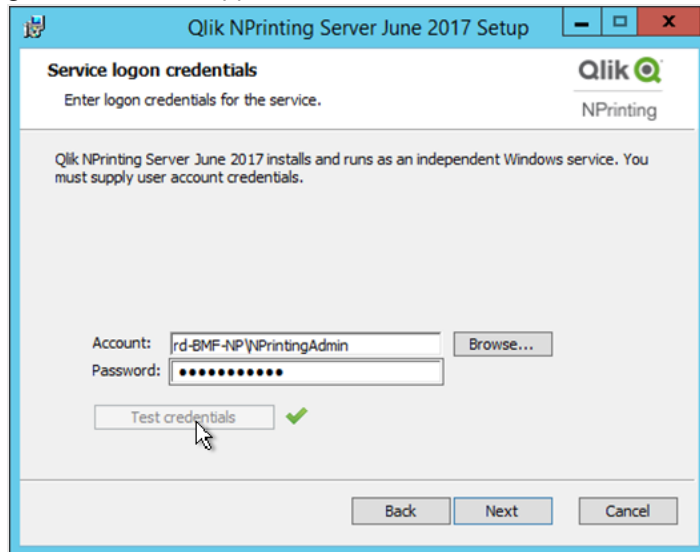 Qlik NPrinting Server June 2017 Setup
Service logon credentials
Enter logon credentials for the service.
Qlik
NPrinting
Qlik NPrinting Server June 2017 installs and runs as an independent Windows service. You
must supply user account credentials.
Account: rd-BMF-NP\NPrintingAdmin Browse...
Password: ●●●●●●●●●●●
Test credentials
Back Next Cancel